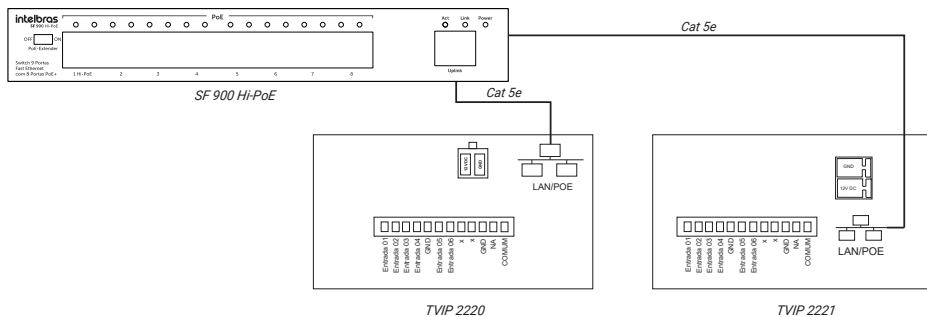 intelbras
SF 900 Hi-PoE
PoE
Act Link Power
OFF ON
PoE-Extender
Switch 9 Portas
Fast Ethernet
com 8 Portas PoE+
1 Hi-PoE 2 3 4 5 6 7 8
Uplink
SF 900 Hi-PoE
Cat 5e
Cat 5e
12V DC
GND
LAN/POE
Entrada 01
Entrada 02
Entrada 03
Entrada 04
GND
Entrada 05
Entrada 06
x
x
GND
NA
COMUM
TVIP 2220
GND
12V DC
LAN/POE
Entrada 01
Entrada 02
Entrada 03
Entrada 04
GND
Entrada 05
Entrada 06
x
x
GND
NA
COMUM
TVIP 2221